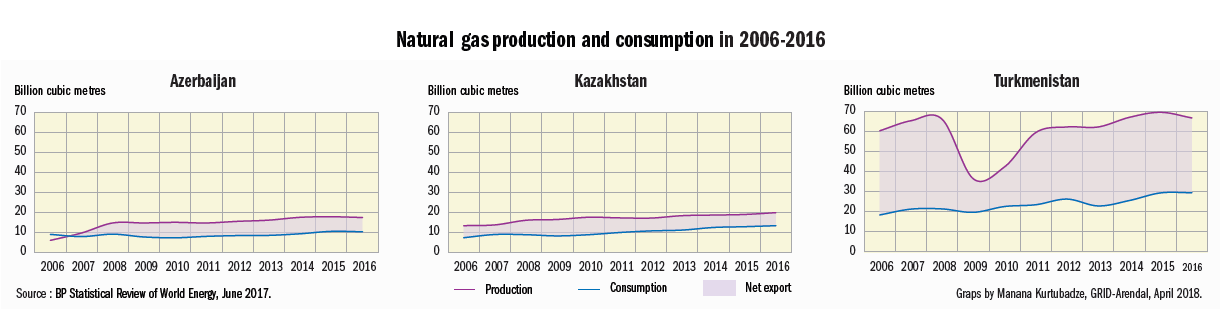 Natural gas production and consumption in 2006-2016
Azerbaijan
Billion cubic metres
70
60
50
40
30
20
10
0
2006 2007 2008 2009 2010 2011 2012 2013 2014 2015 2016
Kazakhstan
Billion cubic metres
70
60
50
40
30
20
10
0
2006 2007 2008 2009 2010 2011 2012 2013 2014 2015 2016
Turkmenistan
Billion cubic metres
70
60
50
40
30
20
10
0
2006 2007 2008 2009 2010 2011 2012 2013 2014 2015 2016
Source : BP Statistical Review of World Energy, June 2017.
Production Consumption Net export
Graps by Manana Kurtubadze, GRID-Arendal, April 2018.